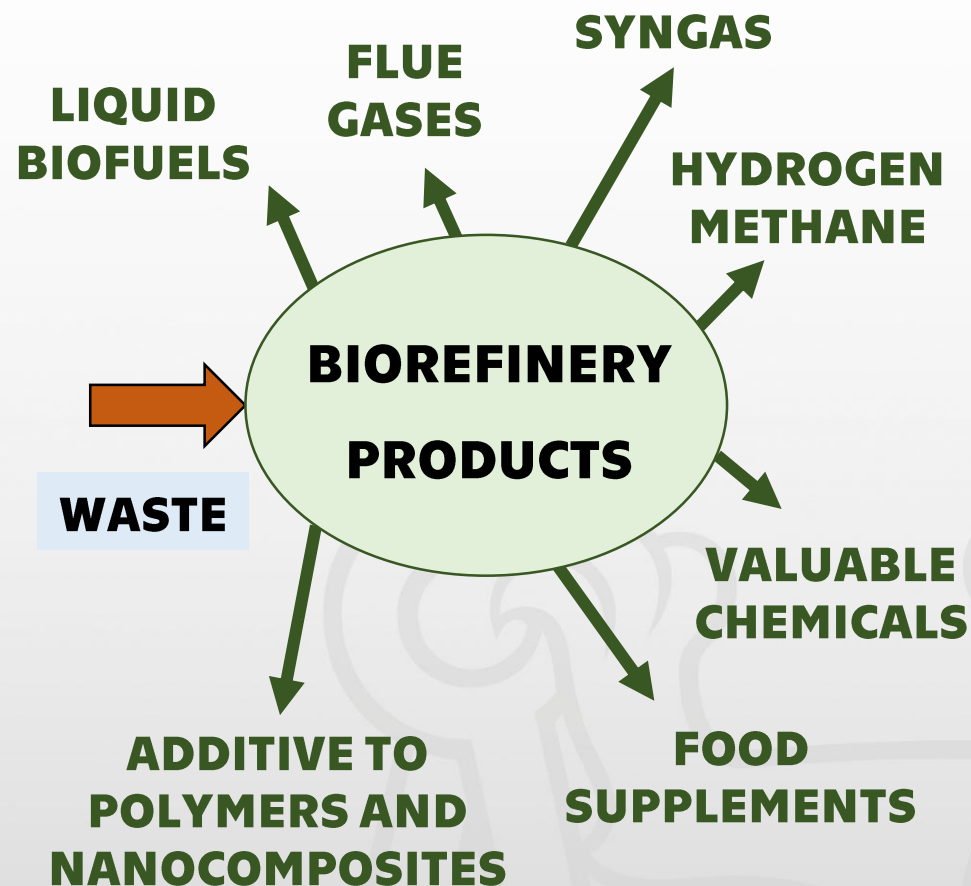 SYNGAS
FLUE
GASES
LIQUID
BIOFUELS
HYDROGEN
METHANE
BIOREFINERY
PRODUCTS
WASTE
VALUABLE
CHEMICALS
FOOD
SUPPLEMENTS
ADDITIVE TO
POLYMERS AND
NANOCOMPOSITES